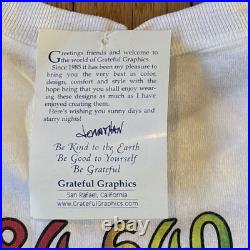 Greetings friends and welcome to
the world of Grateful Graphics.
Since 1985 it has been my pleasure
to bring you the very best in color,
design, comfort and style with the
hope being that you shall enjoy wear-
ing these designs as much as I have
enjoyed creating them.
Here's wishing you sunny days and
starry nights!
JONATHAN
Be Kind to the Earth
Be Good to Yourself
Be Grateful
Grateful Graphics
San Rafael, California
www.GratefulGraphics.com
84,640